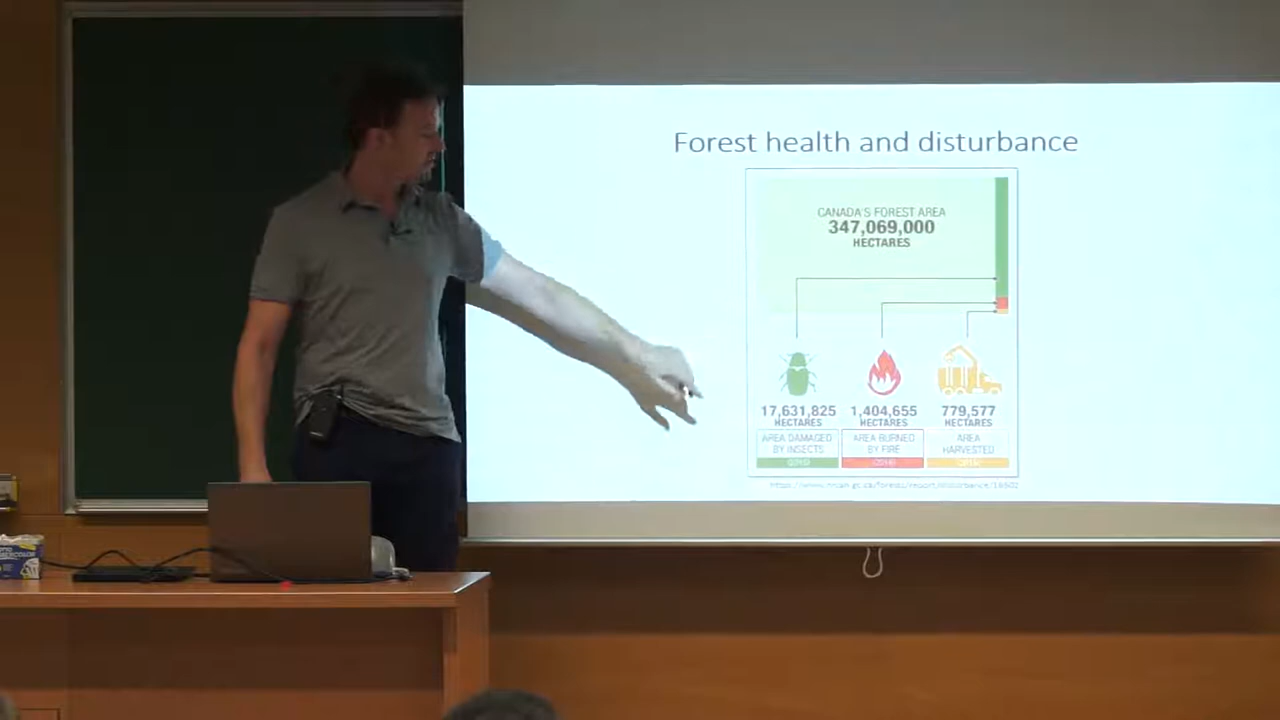 Forest health and disturbance
CANADA'S FOREST AREA
347,069,000
HECTARES
17,631,825
HECTARES
AREA DAMAGED
BY INSECTS
1,404,655
HECTARES
AREA BURNED
BY FIRE
779,577
HECTARES
AREA
HARVESTED